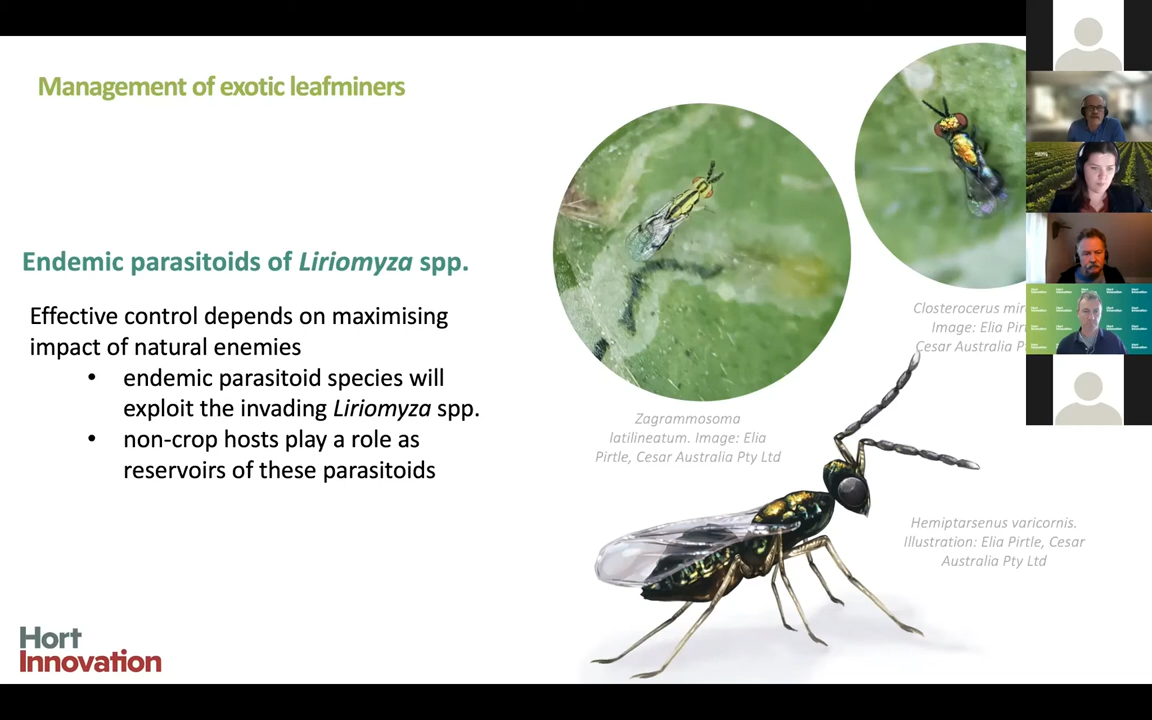 Management of exotic leafminers
Endemic parasitoids of Liriomyza spp.
Effective control depends on maximising
impact of natural enemies
• endemic parasitoid species will
exploit the invading Liriomyza spp.
• non-crop hosts play a role as
reservoirs of these parasitoids
Zagrammosoma
latilineatum. Image: Elia
Pirtle, Cesar Australia Pty Ltd
Closterocerus
Image: Elia
Cesar Australia
Hemiptarsenus varicornis.
Illustration: Elia Pirtle, Cesar
Australia Pty Ltd
Hort
Innovation